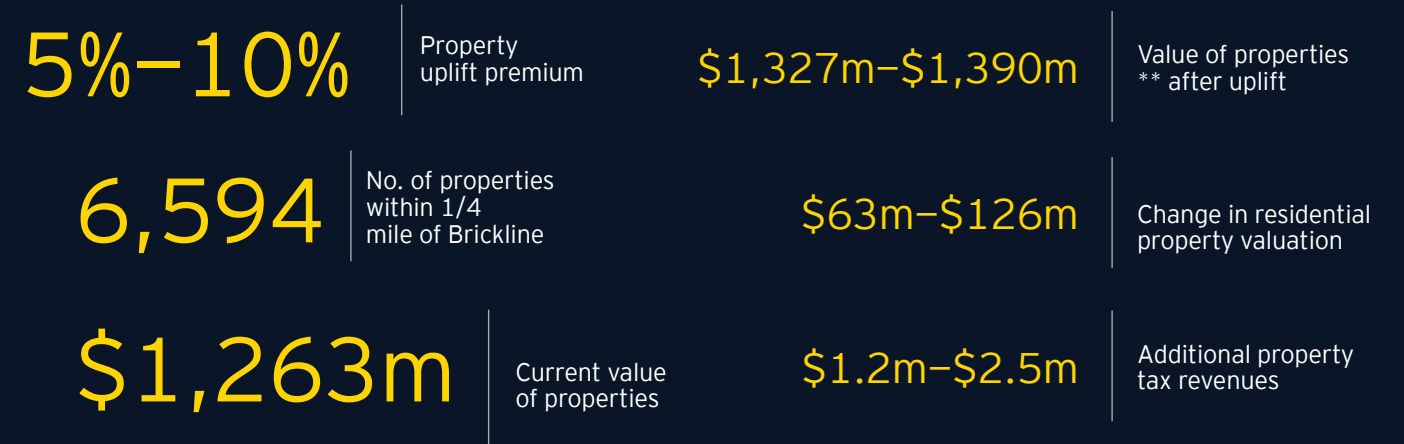 5%–10%
Property
uplift premium
6,594
No. of properties
within 1/4
mile of Brickline
$1,263m
Current value
of properties
$1,327m–$1,390m
Value of properties
** after uplift
$63m–$126m
Change in residential
property valuation
$1.2m–$2.5m
Additional property
tax revenues